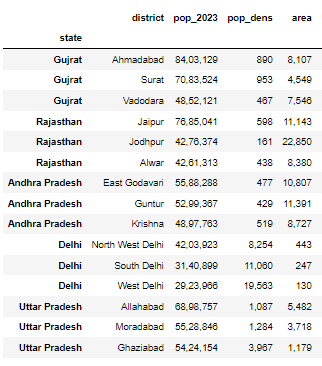 district pop_2023 pop_dens area
state
Gujrat Ahmadabad 84,03,129 890 8,107
Gujrat Surat 70,83,524 953 4,549
Gujrat Vadodara 48,52,121 467 7,546
Rajasthan Jaipur 76,85,041 598 11,143
Rajasthan Jodhpur 42,76,374 161 22,850
Rajasthan Alwar 42,61,313 438 8,380
Andhra Pradesh East Godavari 55,88,288 477 10,807
Andhra Pradesh Guntur 52,99,367 429 11,391
Andhra Pradesh Krishna 48,97,763 519 8,727
Delhi North West Delhi 42,03,923 8,254 443
Delhi South Delhi 31,40,899 11,060 247
Delhi West Delhi 29,23,966 19,563 130
Uttar Pradesh Allahabad 68,98,757 1,087 5,482
Uttar Pradesh Moradabad 55,28,846 1,284 3,718
Uttar Pradesh Ghaziabad 54,24,154 3,967 1,179